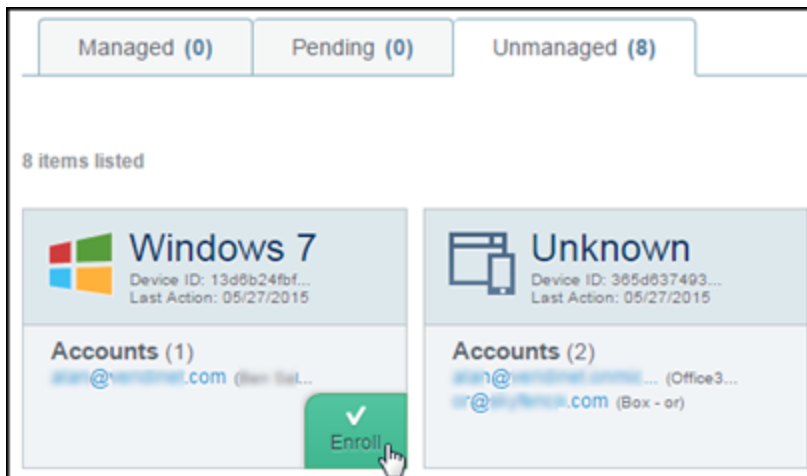 Managed (0) Pending (0) Unmanaged (8)
8 items listed
Windows 7
Device ID: 13d6b24fbf...
Last Action: 05/27/2015
Accounts (1)
.com
Enroll
Unknown
Device ID: 365d637493...
Last Action: 05/27/2015
Accounts (2)
... (Office3...
.com (Box - or)